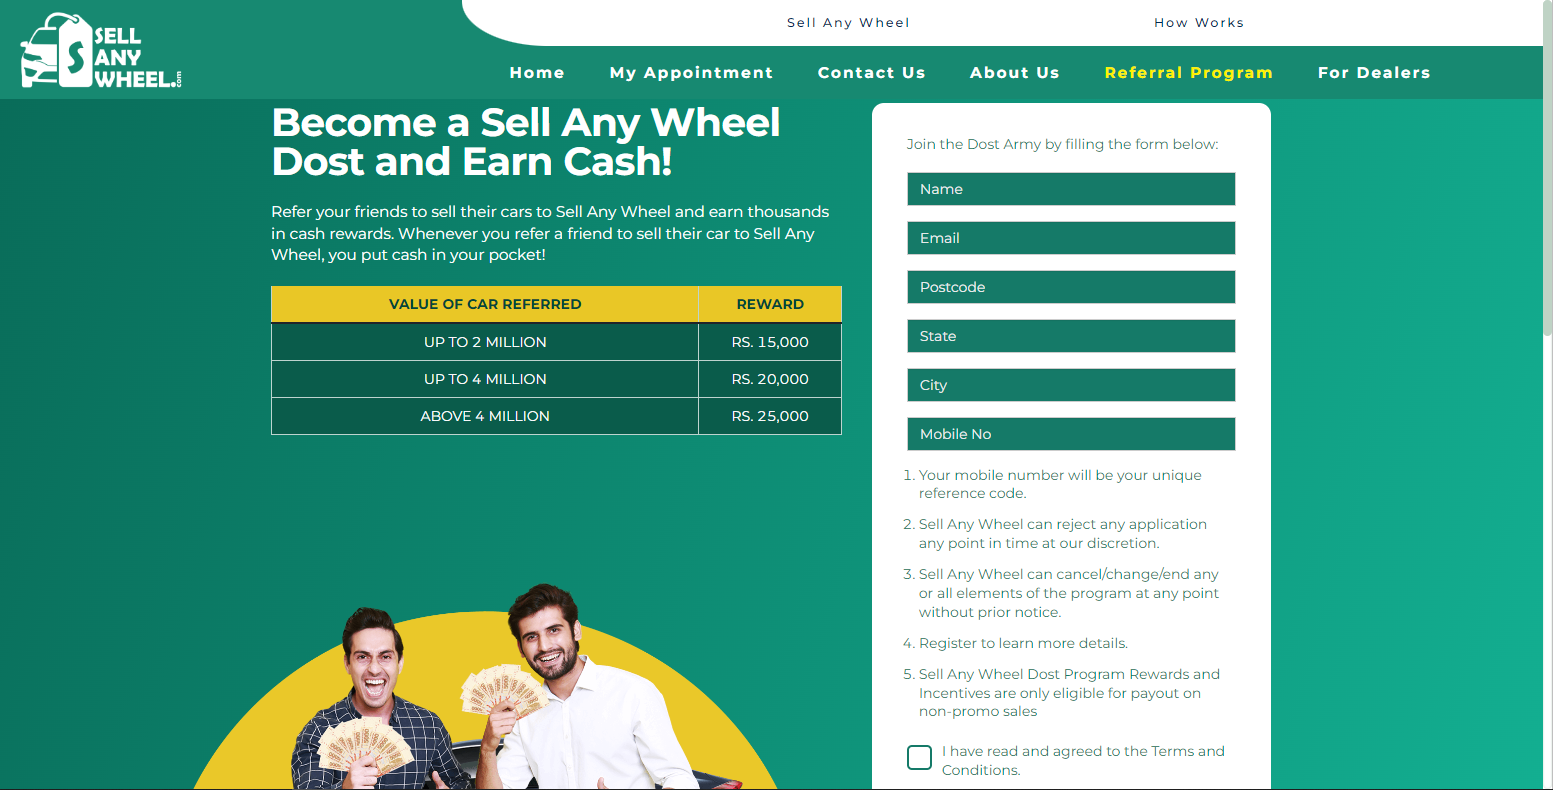 SELL
ANY
WHEEL.com
Sell Any Wheel
How Works
Home
My Appointment
Contact Us
About Us
Referral Program
For Dealers
Become a Sell Any Wheel
Dost and Earn Cash!
Refer your friends to sell their cars to Sell Any Wheel and earn thousands
in cash rewards. Whenever you refer a friend to sell their car to Sell Any
Wheel, you put cash in your pocket!
VALUE OF CAR REFERRED REWARD
UP TO 2 MILLION RS. 15,000
UP TO 4 MILLION RS. 20,000
ABOVE 4 MILLION RS. 25,000
Join the Dost Army by filling the form below:
Name
Email
Postcode
State
City
Mobile No
1. Your mobile number will be your unique
reference code.
2. Sell Any Wheel can reject any application
any point in time at our discretion.
3. Sell Any Wheel can cancel/change/end any
or all elements of the program at any point
without prior notice.
4. Register to learn more details.
5. Sell Any Wheel Dost Program Rewards and
Incentives are only eligible for payout on
non-promo sales
I have read and agreed to the Terms and
Conditions.